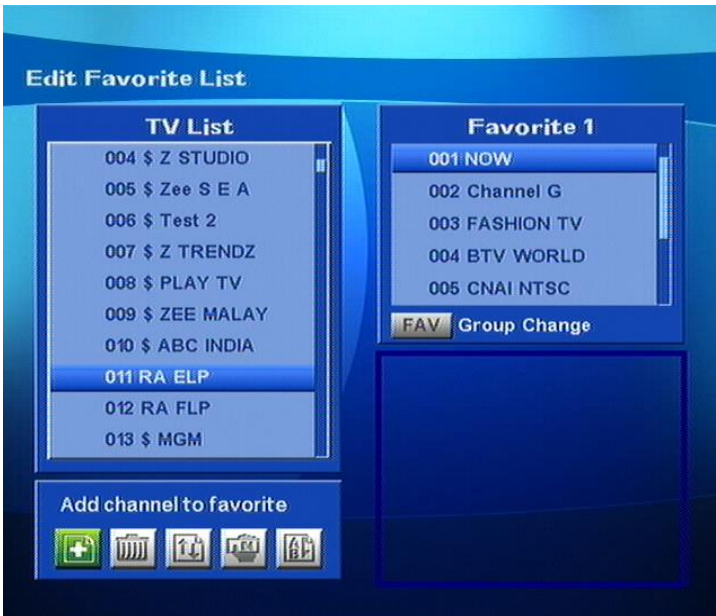 Edit Favorite List
TV List
004 $ Z STUDIO
005 $ Zee S E A
006 $ Test 2
007 $ Z TRENDZ
008 $ PLAY TV
009 $ ZEE MALAY
010 $ ABC INDIA
011 RA ELP
012 RA FLP
013 $ MGM
Add channel to favorite
Favorite 1
001 NOW
002 Channel G
003 FASHION TV
004 BTV WORLD
005 CNAI NTSC
FAV Group Change